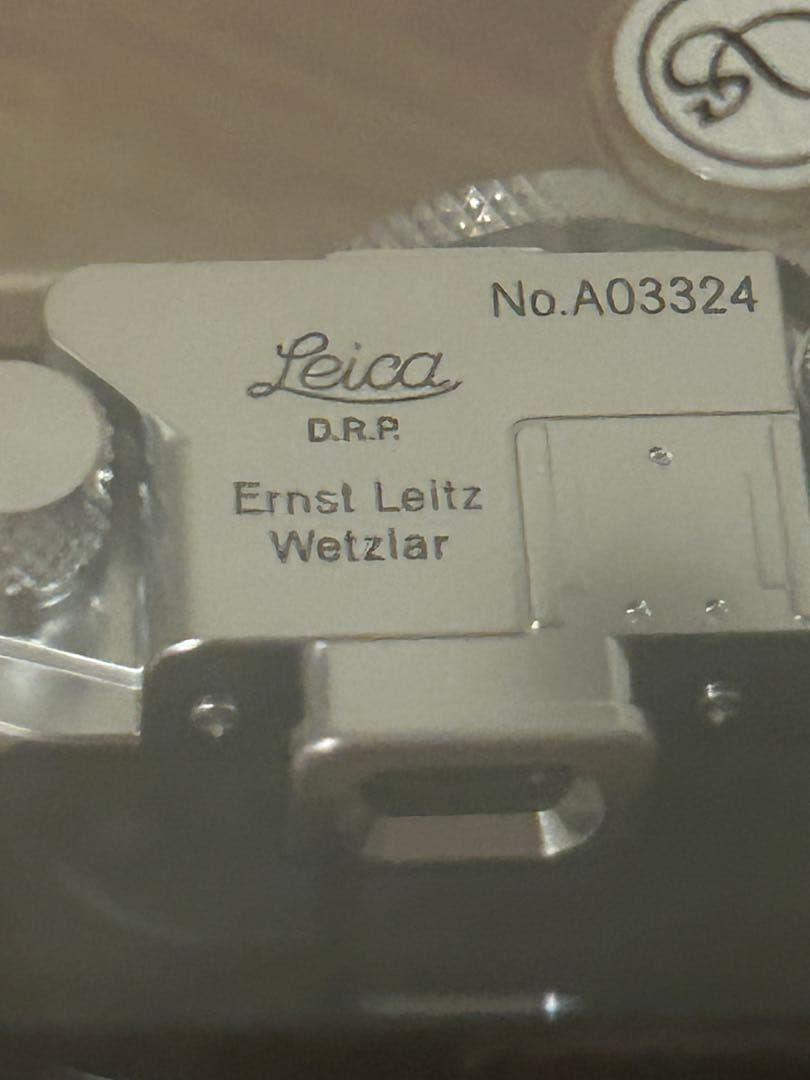 No.A03324
Leica
D.R.P.
Ernst Leitz
Wetzlar